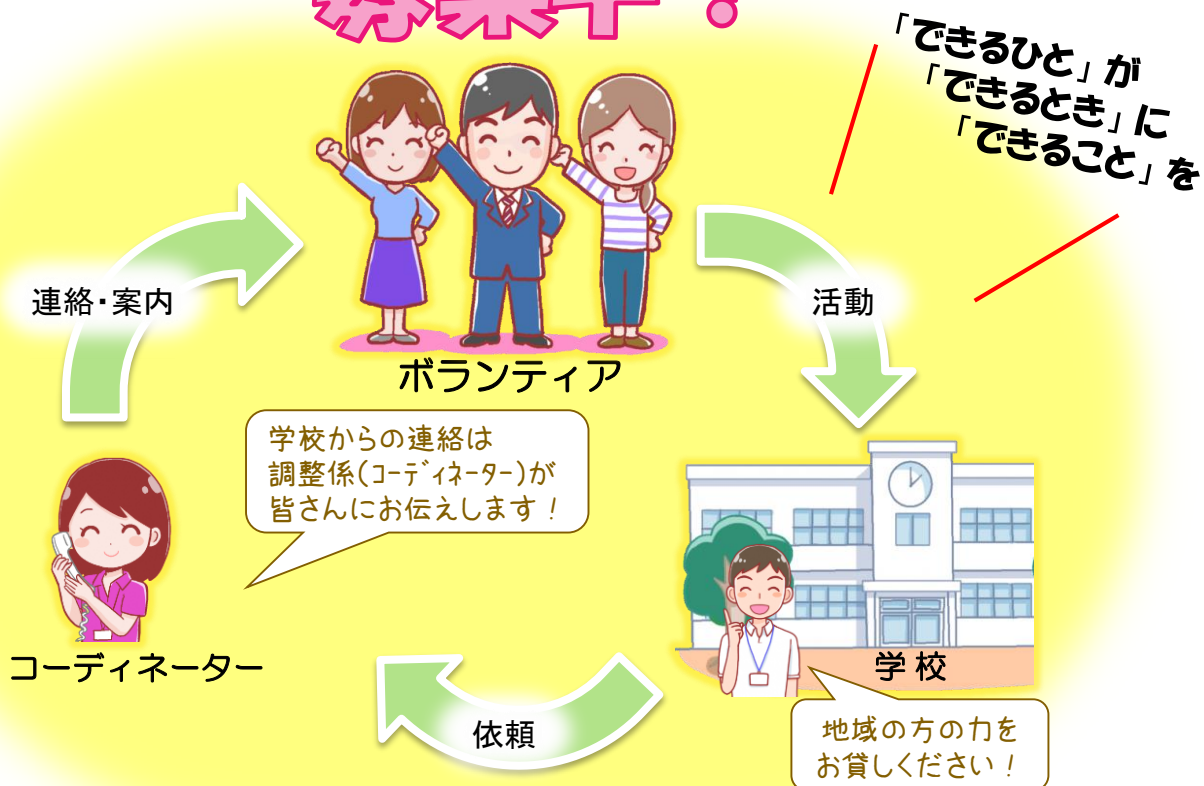 募集中！
「できるひと」が
「できるとき」に
「できること」を
連絡・案内
活動
ボランティア
学校からの連絡は
調整係(ｺｰﾃﾞｨﾈｰﾀｰ)が
皆さんにお伝えします！
コーディネーター
学校
依頼
地域の方の力を
お貸しください！